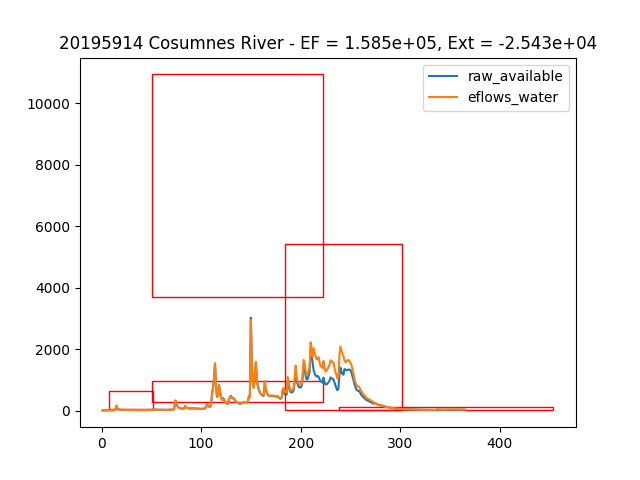 20195914 Cosumnes River - EF = 1.585e+05, Ext = -2.543e+04
raw_available
eflows_water
10000
8000
6000
4000
2000
0
0 100 200 300 400